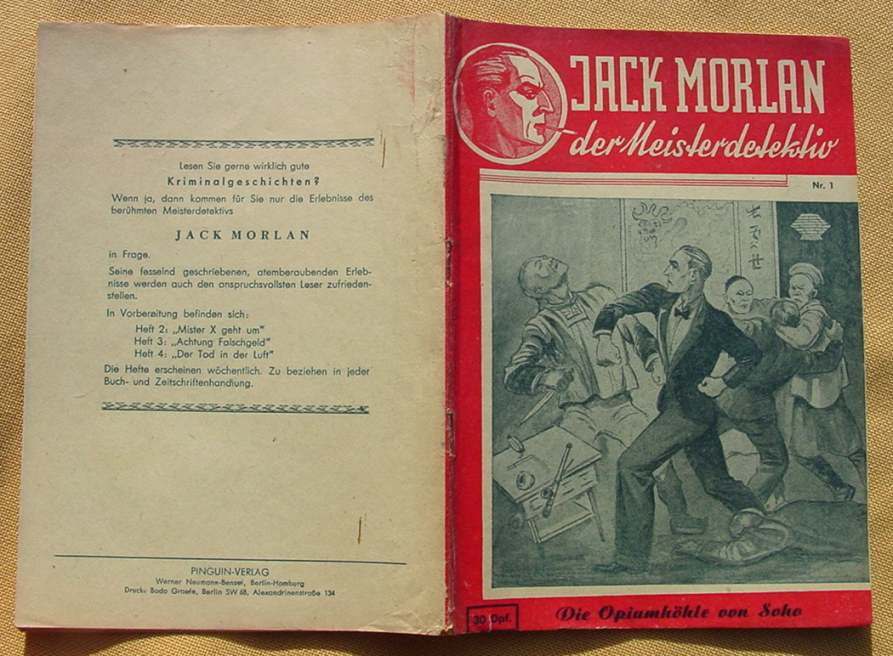 Lesen Sie gerne wirklich gute
Kriminalgeschichten?
Wenn ja, dann kommen für Sie nur die Erlebnisse des
berühmten Meisterdetektivs
JACK MORLAN
in Frage.
Seine fesselnd geschriebenen, atemberaubenden Erleb-
nisse werden auch den anspruchsvollsten Leser zufrieden-
stellen.
In Vorbereitung befinden sich:
Heft 2: „Mister X geht um"
Heft 3: „Achtung Falschgeld"
Heft 4: „Der Tod in der Luft"
Die Hefte erscheinen wöchentlich. Zu beziehen in jeder
Buch- und Zeitschriftenhandlung.
PINGUIN-VERLAG
Werner Neumann-Bensel, Berlin-Hamburg
Druck: Bodo Graefe, Berlin SW 68, Alexandrinenstraße 134
JACK MORLAN
der Meisterdetektiv
Nr. 1
30 Dpf.
Die Opiumhöhle von Soho